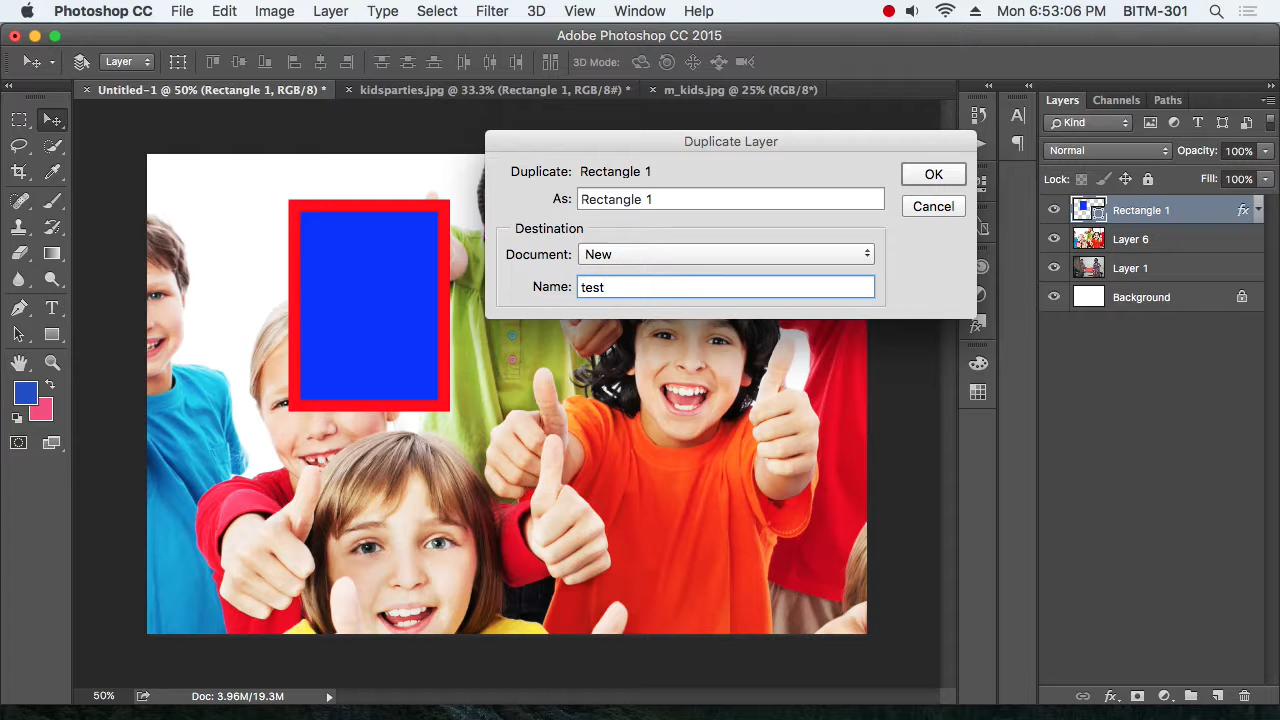 Photoshop CC File Edit Image Layer Type Select Filter 3D View Window Help Mon 6:53:06 PM BITM-301
Adobe Photoshop CC 2015
Layer 3D Mode:
× Untitled-1 @ 50% (Rectangle 1, RGB/8) * × kidsparties.jpg @ 33.3% (Rectangle 1, RGB/8#) * × m_kids.jpg @ 25% (RGB/8*)
Layers Channels Paths
Kind
Normal Opacity: 100%
Lock: Fill: 100%
Rectangle 1 fx
Layer 6
Layer 1
Background
Duplicate Layer
Duplicate: Rectangle 1
OK
As: Rectangle 1
Cancel
Destination
Document: New
Name: test
50% Doc: 3.96M/19.3M